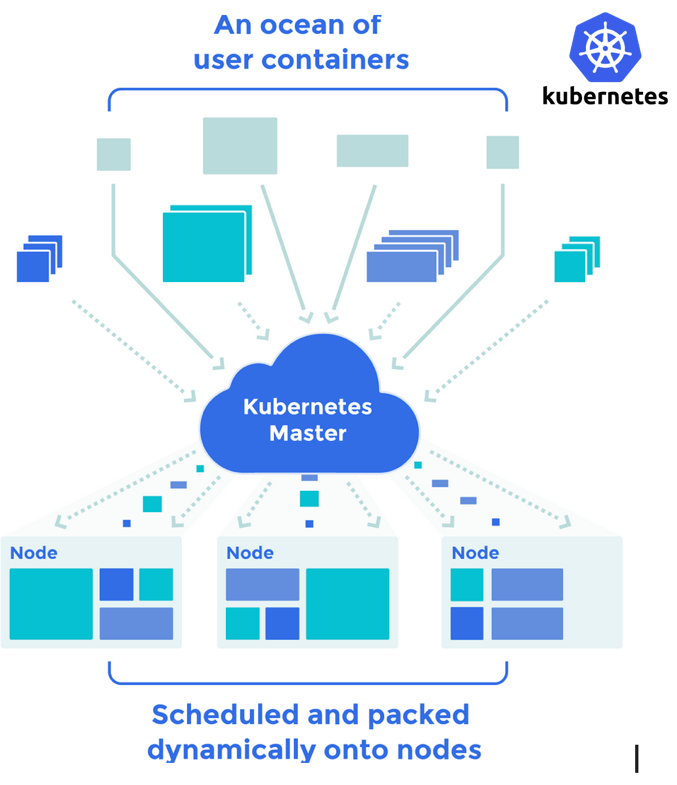 An ocean of
user containers
kubernetes
Kubernetes
Master
Node
Node
Node
Scheduled and packed
dynamically onto nodes